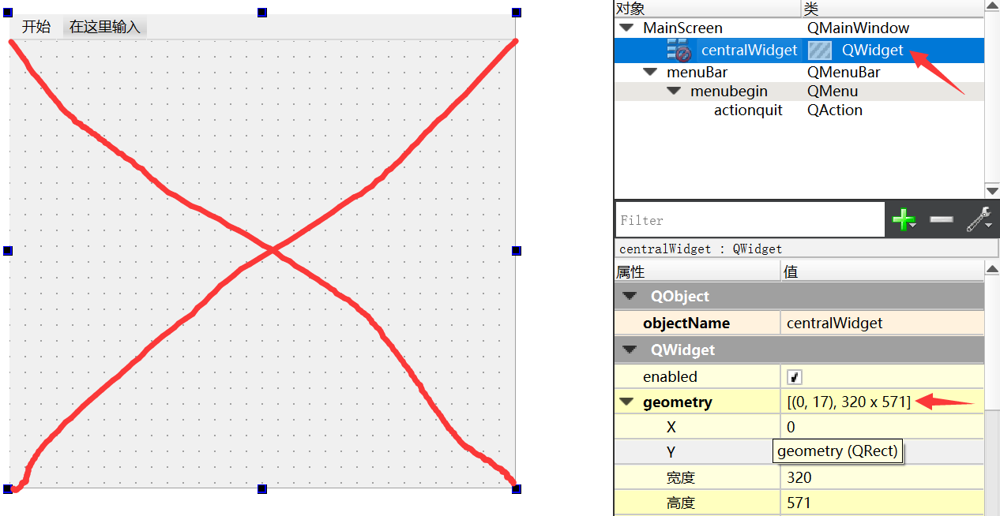 开始 在这里输入
对象 类
MainScreen QMainWindow
centralWidget QWidget
menuBar QMenuBar
menubegin QMenu
actionquit QAction
Filter
centralWidget : QWidget
属性 值
QObject
objectName centralWidget
QWidget
enabled
geometry [(0, 17), 320 x 571]
X 0
Y geometry (QRect)
宽度 320
高度 571